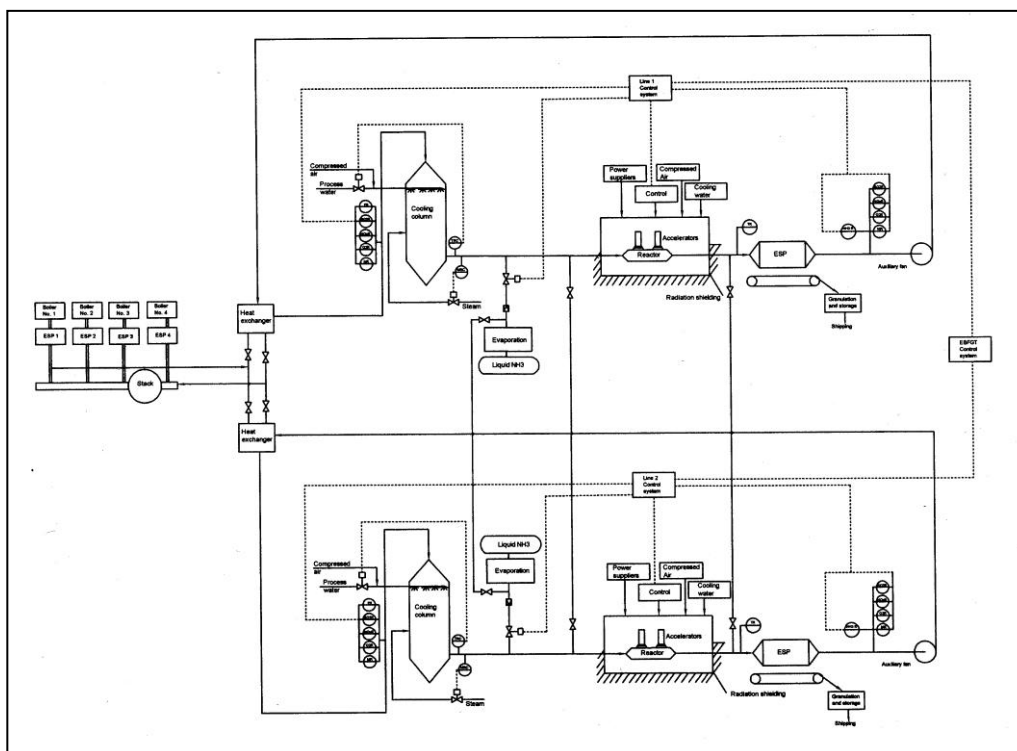 Line 1
Control
system
Compressed
air
Process
water
Cooling
column
Steam
Power
suppliers
Compressed
Air
Control
Cooling
water
Accelerators
Reactor
Radiation shielding
ESP
Auxiliary fan
Granulation
and storage
Shipping
Evaporation
Liquid NH3
Boiler
No. 1
Boiler
No. 2
Boiler
No. 3
Boiler
No. 4
ESP 1
ESP 2
ESP 3
ESP 4
Stack
Heat
exchanger
Heat
exchanger
EBFGT
Control
system
Line 2
Control
system
Liquid NH3
Evaporation
Compressed
air
Process
water
Cooling
column
Steam
Power
suppliers
Compressed
Air
Control
Cooling
water
Accelerators
Reactor
Radiation shielding
ESP
Auxiliary fan
Granulation
and storage
Shipping